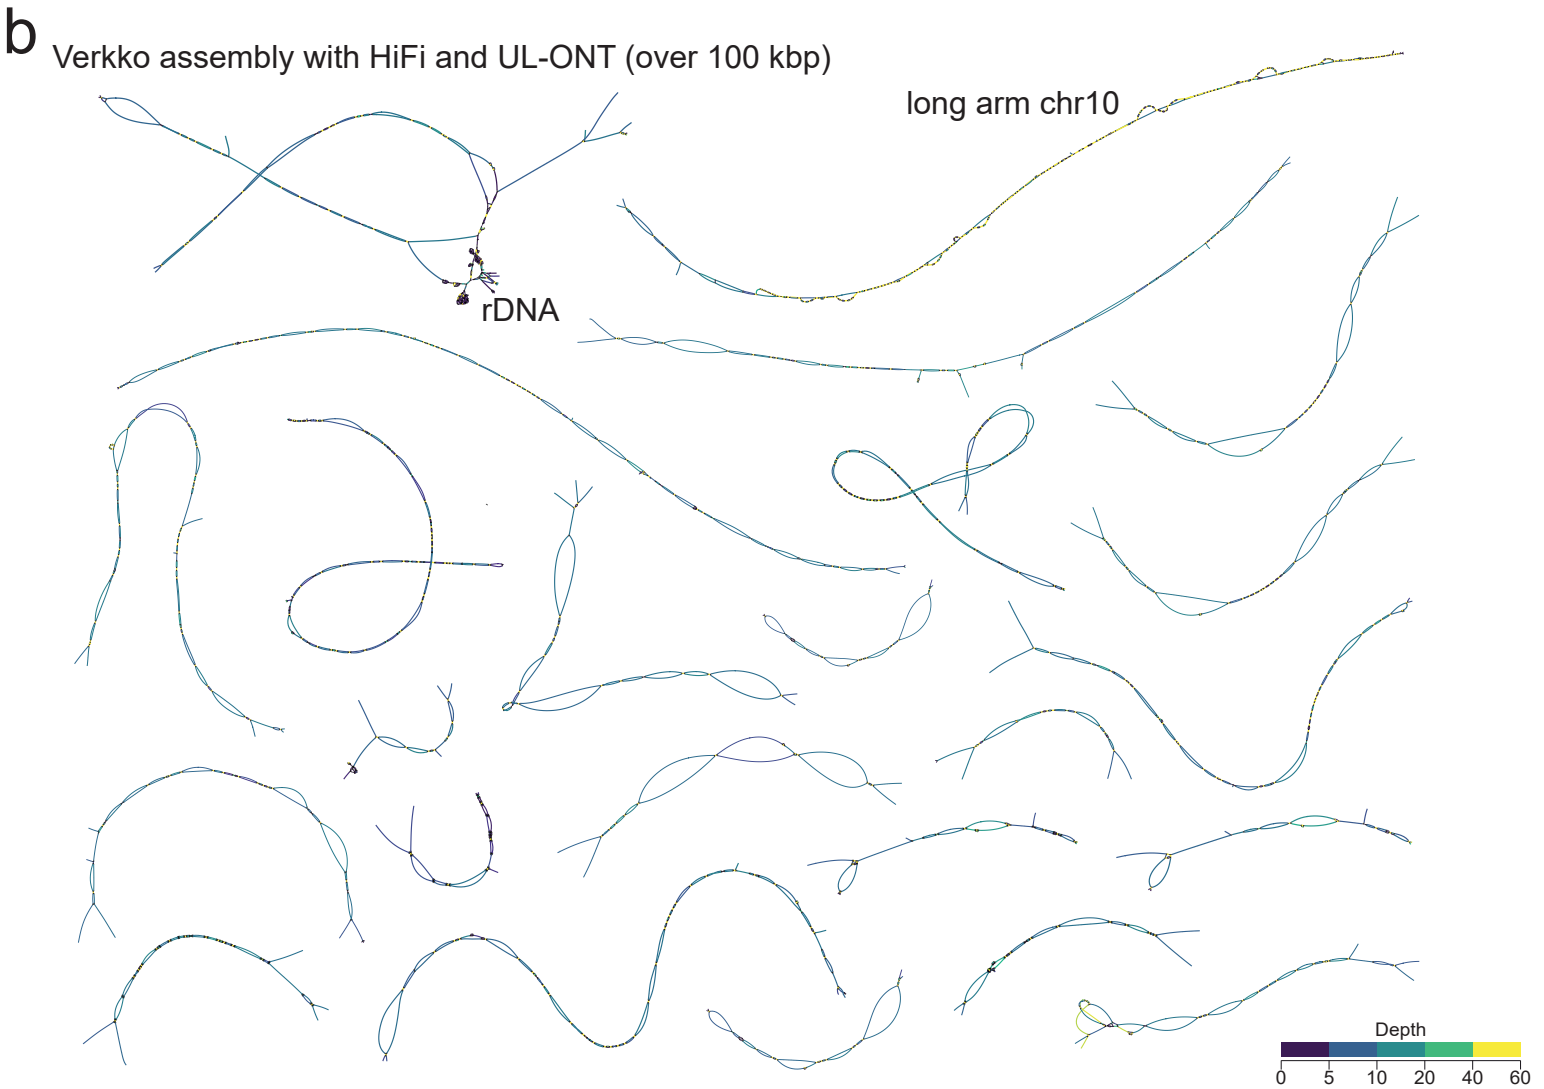 b
Verkko assembly with HiFi and UL-ONT (over 100 kbp)
long arm chr10
rDNA
Depth
0 5 10 20 40 60